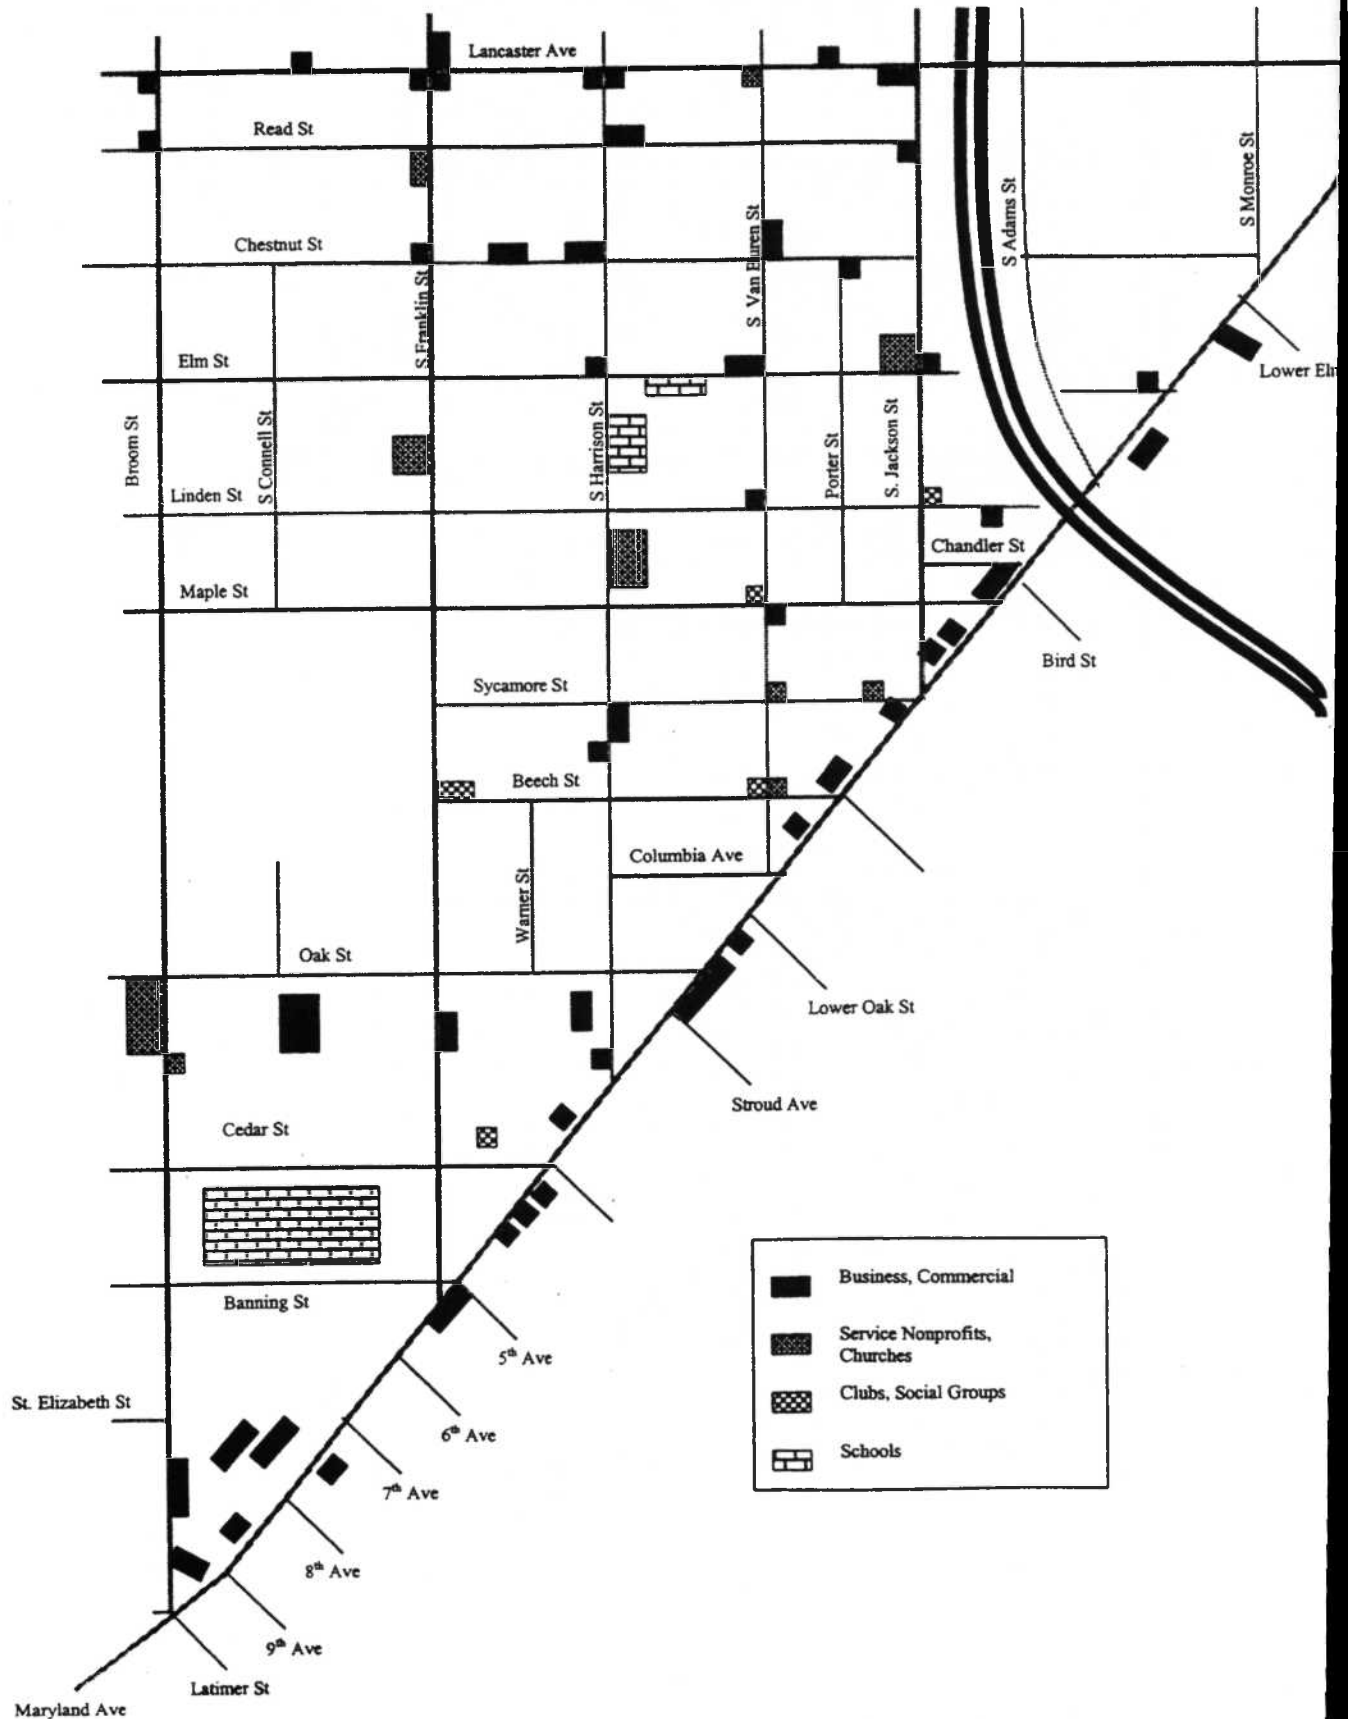 Lancaster Ave
Read St
S Monroe St
S Adams St
S Van Buren St
Chestnut St
S Franklin St
Elm St
Lower Elm
Broom St
S Connell St
S Harrison St
Porter St
S. Jackson St
Linden St
Chandler St
Maple St
Bird St
Sycamore St
Beech St
Columbia Ave
Warner St
Oak St
Lower Oak St
Stroud Ave
Cedar St
Banning St
5th Ave
St. Elizabeth St
6th Ave
7th Ave
8th Ave
9th Ave
Latimer St
Maryland Ave
Business, Commercial
Service Nonprofits,
Churches
Clubs, Social Groups
Schools